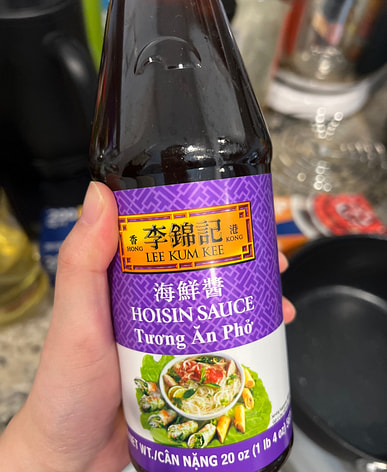 香 李錦記 港
HONG KONG
LEE KUM KEE
海鮮醬
HOISIN SAUCE
Tương Ăn Phở
NET WT./CÂN NẶNG 20 oz (1 lb 4 oz)